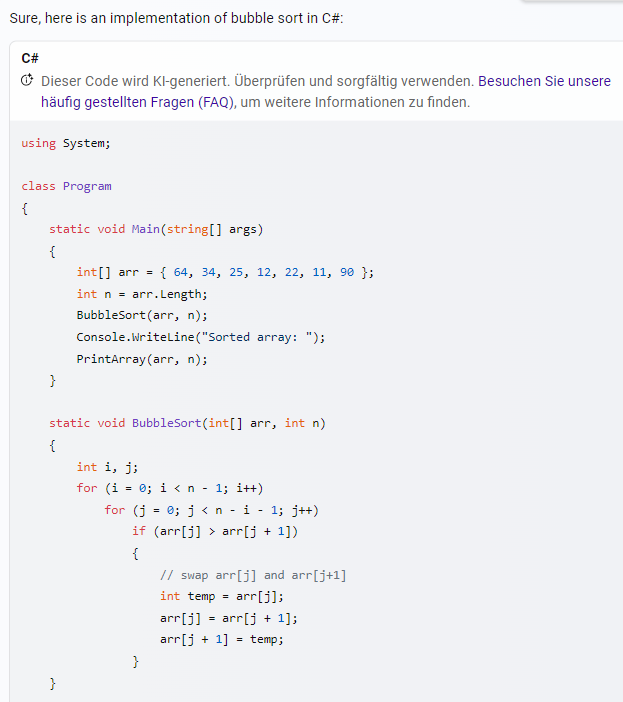 Sure, here is an implementation of bubble sort in C#:
C#
Dieser Code wird KI-generiert. Überprüfen und sorgfältig verwenden. Besuchen Sie unsere
häufig gestellten Fragen (FAQ), um weitere Informationen zu finden.
using System;
class Program
{
    static void Main(string[] args)
    {
        int[] arr = { 64, 34, 25, 12, 22, 11, 90 };
        int n = arr.Length;
        BubbleSort(arr, n);
        Console.WriteLine("Sorted array: ");
        PrintArray(arr, n);
    }
    static void BubbleSort(int[] arr, int n)
    {
        int i, j;
        for (i = 0; i < n - 1; i++)
            for (j = 0; j < n - i - 1; j++)
                if (arr[j] > arr[j + 1])
                {
                    // swap arr[j] and arr[j+1]
                    int temp = arr[j];
                    arr[j] = arr[j + 1];
                    arr[j + 1] = temp;
                }
    }